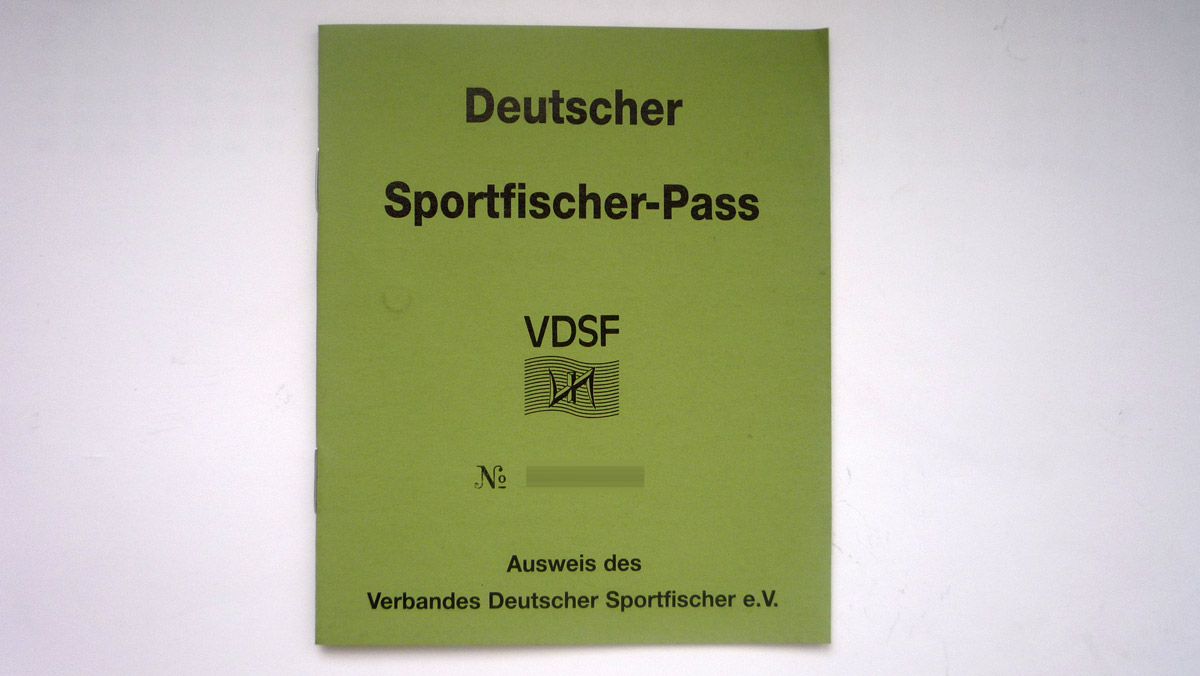 Deutscher
Sportfischer-Pass
VDSF
№
Ausweis des
Verbandes Deutscher Sportfischer e.V.